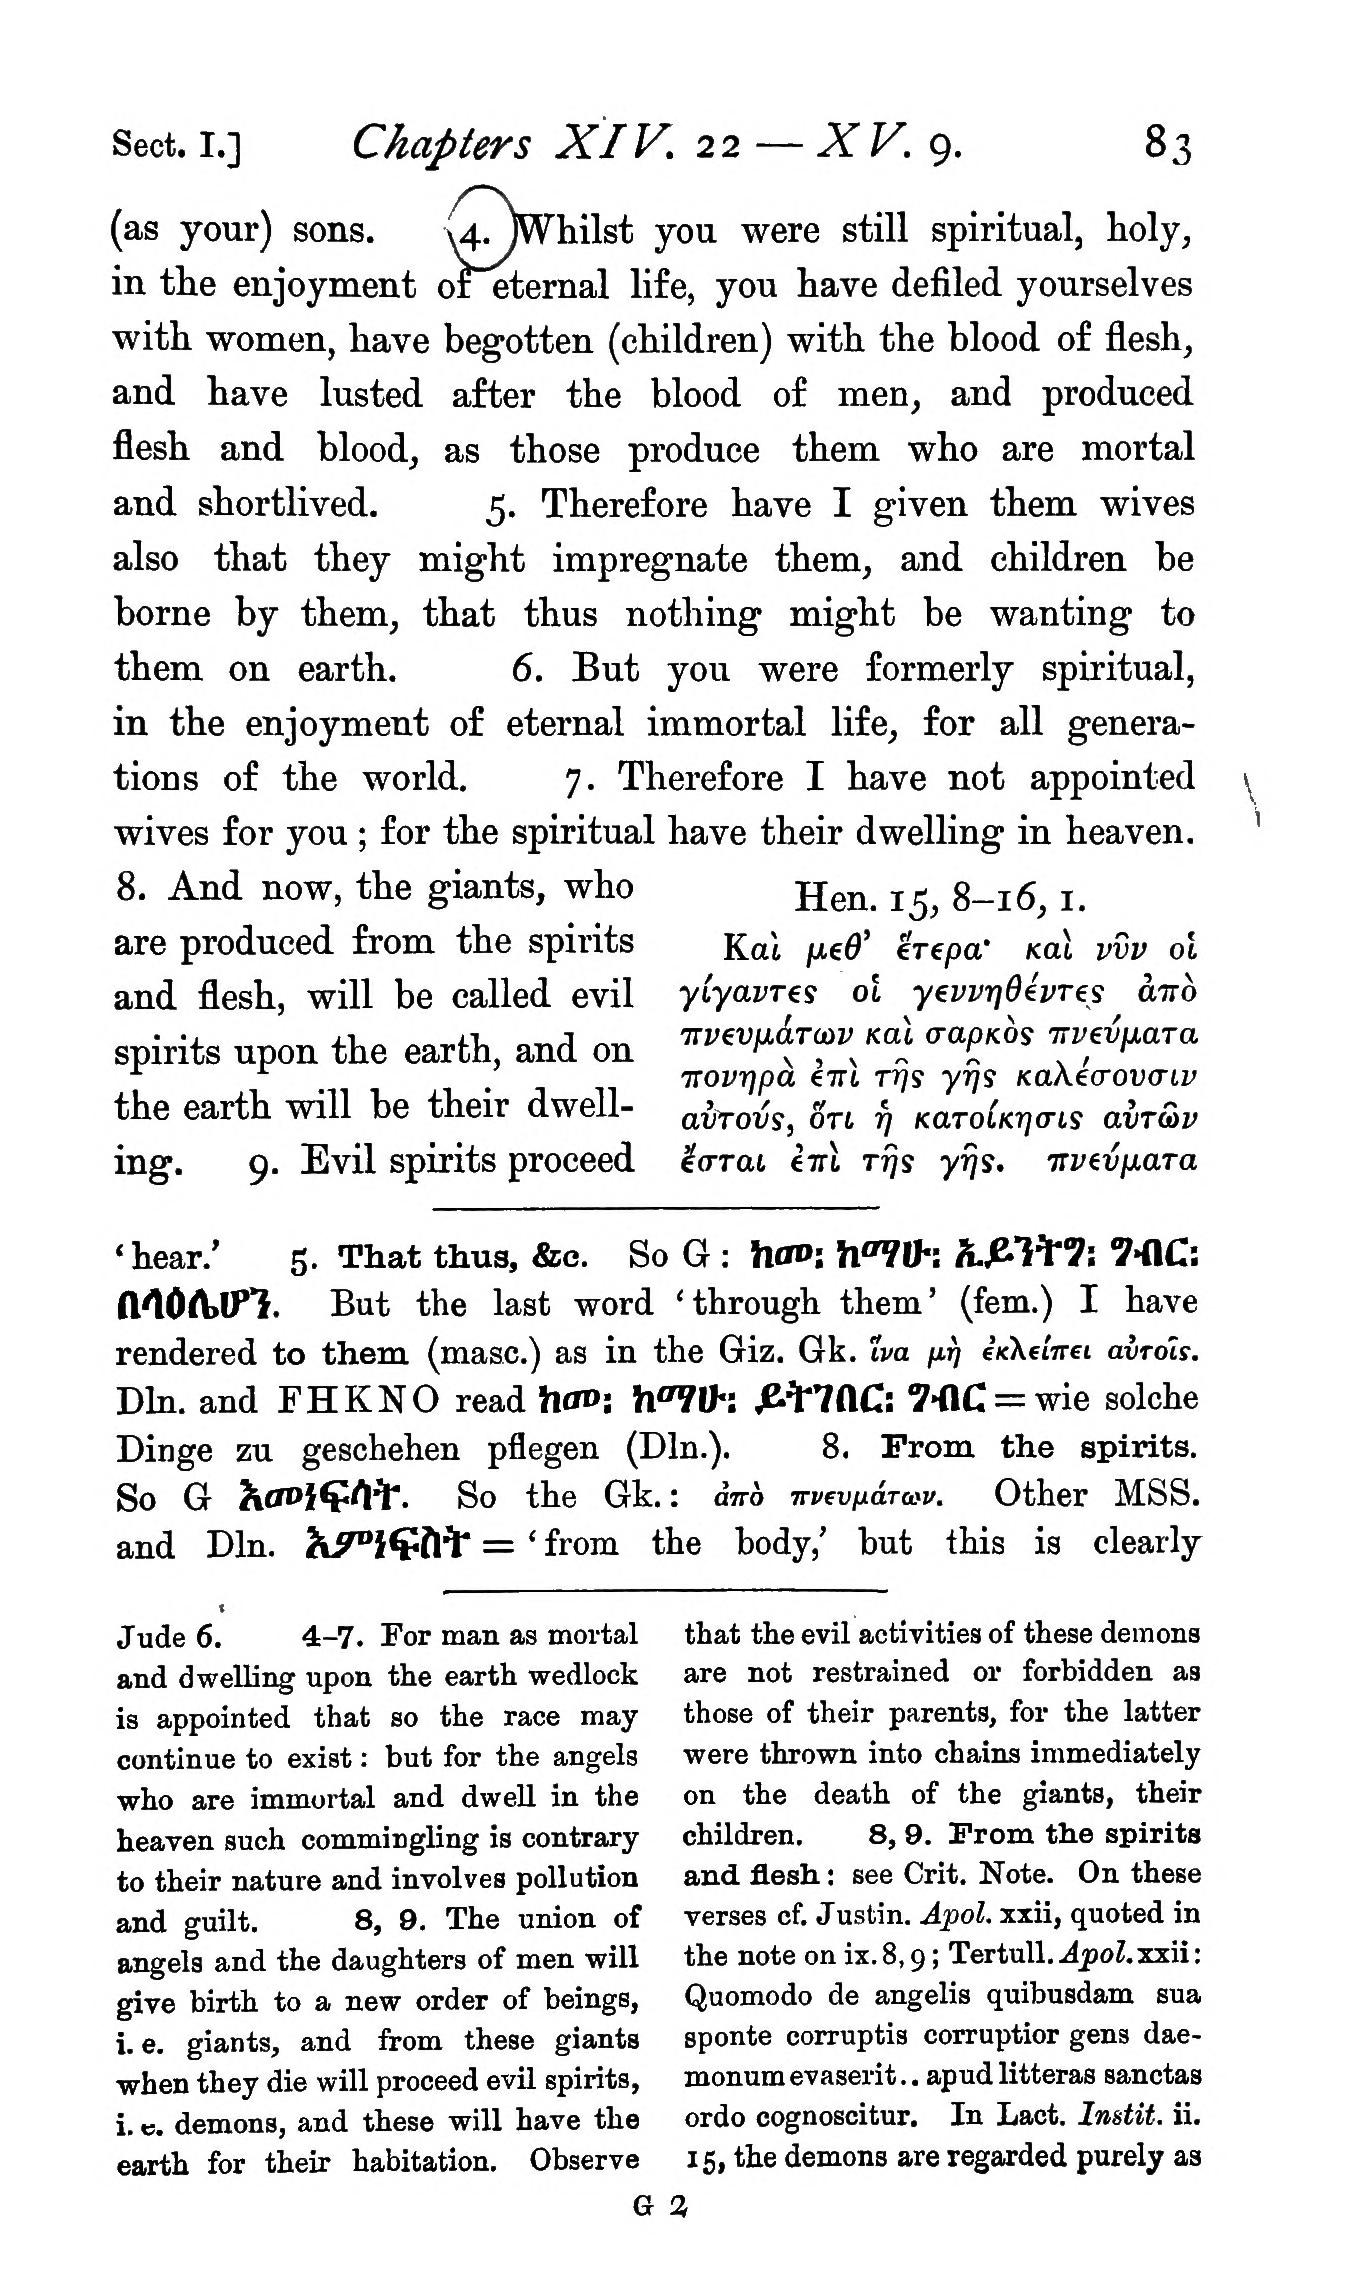 Sect. I.] Chapters XIV. 22 — XV. 9. 83
(as your) sons. 4. Whilst you were still spiritual, holy,
in the enjoyment of eternal life, you have defiled yourselves
with women, have begotten (children) with the blood of flesh,
and have lusted after the blood of men, and produced
flesh and blood, as those produce them who are mortal
and shortlived. 5. Therefore have I given them wives
also that they might impregnate them, and children be
borne by them, that thus nothing might be wanting to
them on earth. 6. But you were formerly spiritual,
in the enjoyment of eternal immortal life, for all genera-
tions of the world. 7. Therefore I have not appointed
wives for you ; for the spiritual have their dwelling in heaven.
8. And now, the giants, who
are produced from the spirits
and flesh, will be called evil
spirits upon the earth, and on
the earth will be their dwell-
ing. 9. Evil spirits proceed
Hen. 15, 8–16, 1.
Καὶ μεθ’ ἕτερα· καὶ νῦν οἱ
γίγαντες οἱ γεννηθέντες ἀπὸ
πνευμάτων καὶ σαρκὸς πνεύματα
πονηρὰ ἐπὶ τῆς γῆς καλέσουσιν
αὐτούς, ὅτι ἡ κατοίκησις αὐτῶν
ἔσται ἐπὶ τῆς γῆς. πνεύματα
‘hear.’ 5. That thus, &c. So G : ከመ፡ ከማሁ፡ ኢይንትግ፡ ግብር፡
በላዕሌሆን. But the last word ‘through them’ (fem.) I have
rendered to them (masc.) as in the Giz. Gk. ἵνα μὴ ἐκλείπει αὐτοῖς.
Dln. and F H K N O read ከመ፡ ከማሁ፡ ይትገበር፡ ግብር = wie solche
Dinge zu geschehen pflegen (Dln.). 8. From the spirits.
So G እመነፍሳት. So the Gk. : ἀπὸ πνευμάτων. Other MSS.
and Dln. እምነፍስት = ‘from the body,’ but this is clearly
Jude 6. 4–7. For man as mortal
and dwelling upon the earth wedlock
is appointed that so the race may
continue to exist : but for the angels
who are immortal and dwell in the
heaven such commingling is contrary
to their nature and involves pollution
and guilt. 8, 9. The union of
angels and the daughters of men will
give birth to a new order of beings,
i. e. giants, and from these giants
when they die will proceed evil spirits,
i. e. demons, and these will have the
earth for their habitation. Observe
that the evil activities of these demons
are not restrained or forbidden as
those of their parents, for the latter
were thrown into chains immediately
on the death of the giants, their
children. 8, 9. From the spirits
and flesh : see Crit. Note. On these
verses cf. Justin. Apol. xxii, quoted in
the note on ix. 8, 9 ; Tertull. Apol. xxii :
Quomodo de angelis quibusdam sua
sponte corruptis corruptior gens dae-
monum evaserit . . apud litteras sanctas
ordo cognoscitur. In Lact. Instit. ii.
15, the demons are regarded purely as
G 2